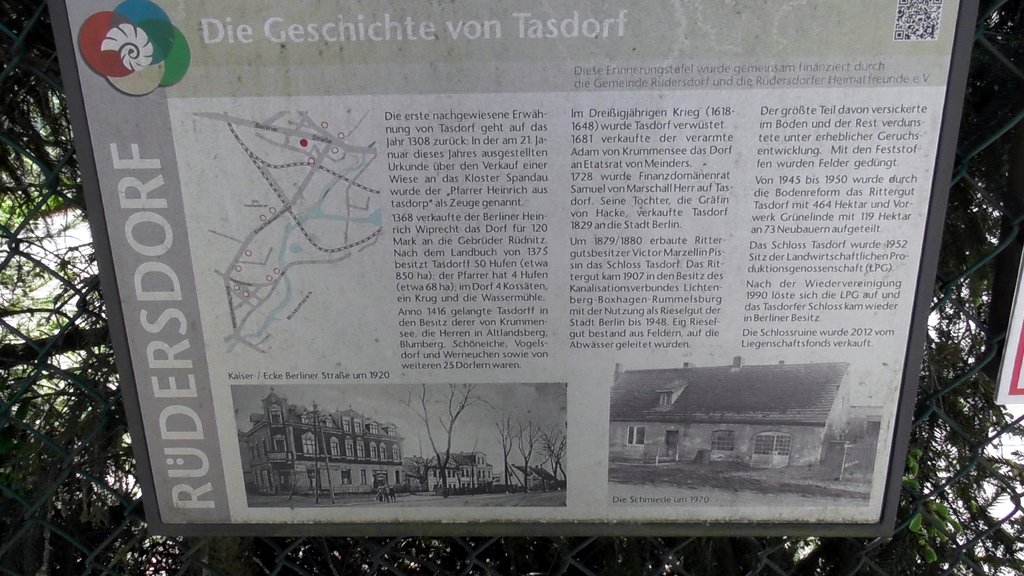 Die Geschichte von Tasdorf
Diese Erinnerungstafel wurde gemeinsam finanziert durch
die Gemeinde Rüdersdorf und die Rüdersdorfer Heimatfreunde e.V.
RÜDERSDORF
Berliner Straße
Die erste nachgewiesene Erwäh-
nung von Tasdorf geht auf das
Jahr 1308 zurück: In der am 21. Ja-
nuar dieses Jahres ausgestellten
Urkunde über den Verkauf einer
Wiese an das Kloster Spandau
wurde der „Pfarrer Heinrich aus
tasdorp" als Zeuge genannt.
1368 verkaufte der Berliner Hein-
rich Wiprecht das Dorf für 120
Mark an die Gebrüder Rüdnitz.
Nach dem Landbuch von 1375
besitzt Tasdorff 50 Hufen (etwa
850 ha); der Pfarrer hat 4 Hufen
(etwa 68 ha); im Dorf 4 Kossäten,
ein Krug und die Wassermühle.
Anno 1416 gelangte Tasdorf in
den Besitz derer von Krummen-
see, die Herren in Altlandsberg,
Blumberg, Schöneiche, Vogels-
dorf und Werneuchen sowie von
weiteren 25 Dörfern waren.
Im Dreißigjährigen Krieg (1618-
1648) wurde Tasdorf verwüstet.
1681 verkaufte der verarmte
Adam von Krummensee das Dorf
an Etatsrat von Meinders.
1728 wurde Finanzdomänenrat
Samuel von Marschall Herr auf Tas-
dorf. Seine Tochter, die Gräfin
von Hacke, verkaufte Tasdorf
1829 an die Stadt Berlin.
Um 1879/1880 erbaute Ritter-
gutsbesitzer Victor Marzellin Pis-
sin das Schloss Tasdorf. Das Rit-
tergut kam 1907 in den Besitz des
Kanalisationsverbundes Lichten-
berg-Boxhagen-Rummelsburg
mit der Nutzung als Rieselgut der
Stadt Berlin bis 1948. Ein Riesel-
gut bestand aus Feldern, auf die
Abwässer geleitet wurden.
Der größte Teil davon versickerte
im Boden und der Rest verduns-
tete unter erheblicher Geruchs-
entwicklung. Mit den Feststof-
fen wurden Felder gedüngt.
Von 1945 bis 1950 wurde durch
die Bodenreform das Rittergut
Tasdorf mit 464 Hektar und Vor-
werk Grünelinde mit 119 Hektar
an 73 Neubauern aufgeteilt.
Das Schloss Tasdorf wurde 1952
Sitz der Landwirtschaftlichen Pro-
duktionsgenossenschaft (LPG).
Nach der Wiedervereinigung
1990 löste sich die LPG auf und
das Tasdorfer Schloss kam wieder
in Berliner Besitz.
Die Schlossruine wurde 2012 vom
Liegenschaftsfonds verkauft.
Kaiser-/ Ecke Berliner Straße um 1920
Die Schmiede um 1970